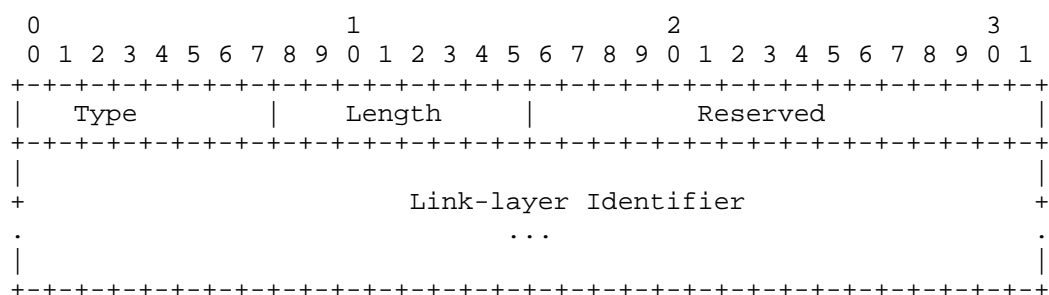 0                   1                   2                   3
 0 1 2 3 4 5 6 7 8 9 0 1 2 3 4 5 6 7 8 9 0 1 2 3 4 5 6 7 8 9 0 1
+-+-+-+-+-+-+-+-+-+-+-+-+-+-+-+-+-+-+-+-+-+-+-+-+-+-+-+-+-+-+-+-+
|   Type        |    Length     |          Reserved             |
+-+-+-+-+-+-+-+-+-+-+-+-+-+-+-+-+-+-+-+-+-+-+-+-+-+-+-+-+-+-+-+-+
|                                                               |
+                        Link-layer Identifier                  +
.                              ...                              .
|                                                               |
+-+-+-+-+-+-+-+-+-+-+-+-+-+-+-+-+-+-+-+-+-+-+-+-+-+-+-+-+-+-+-+-+